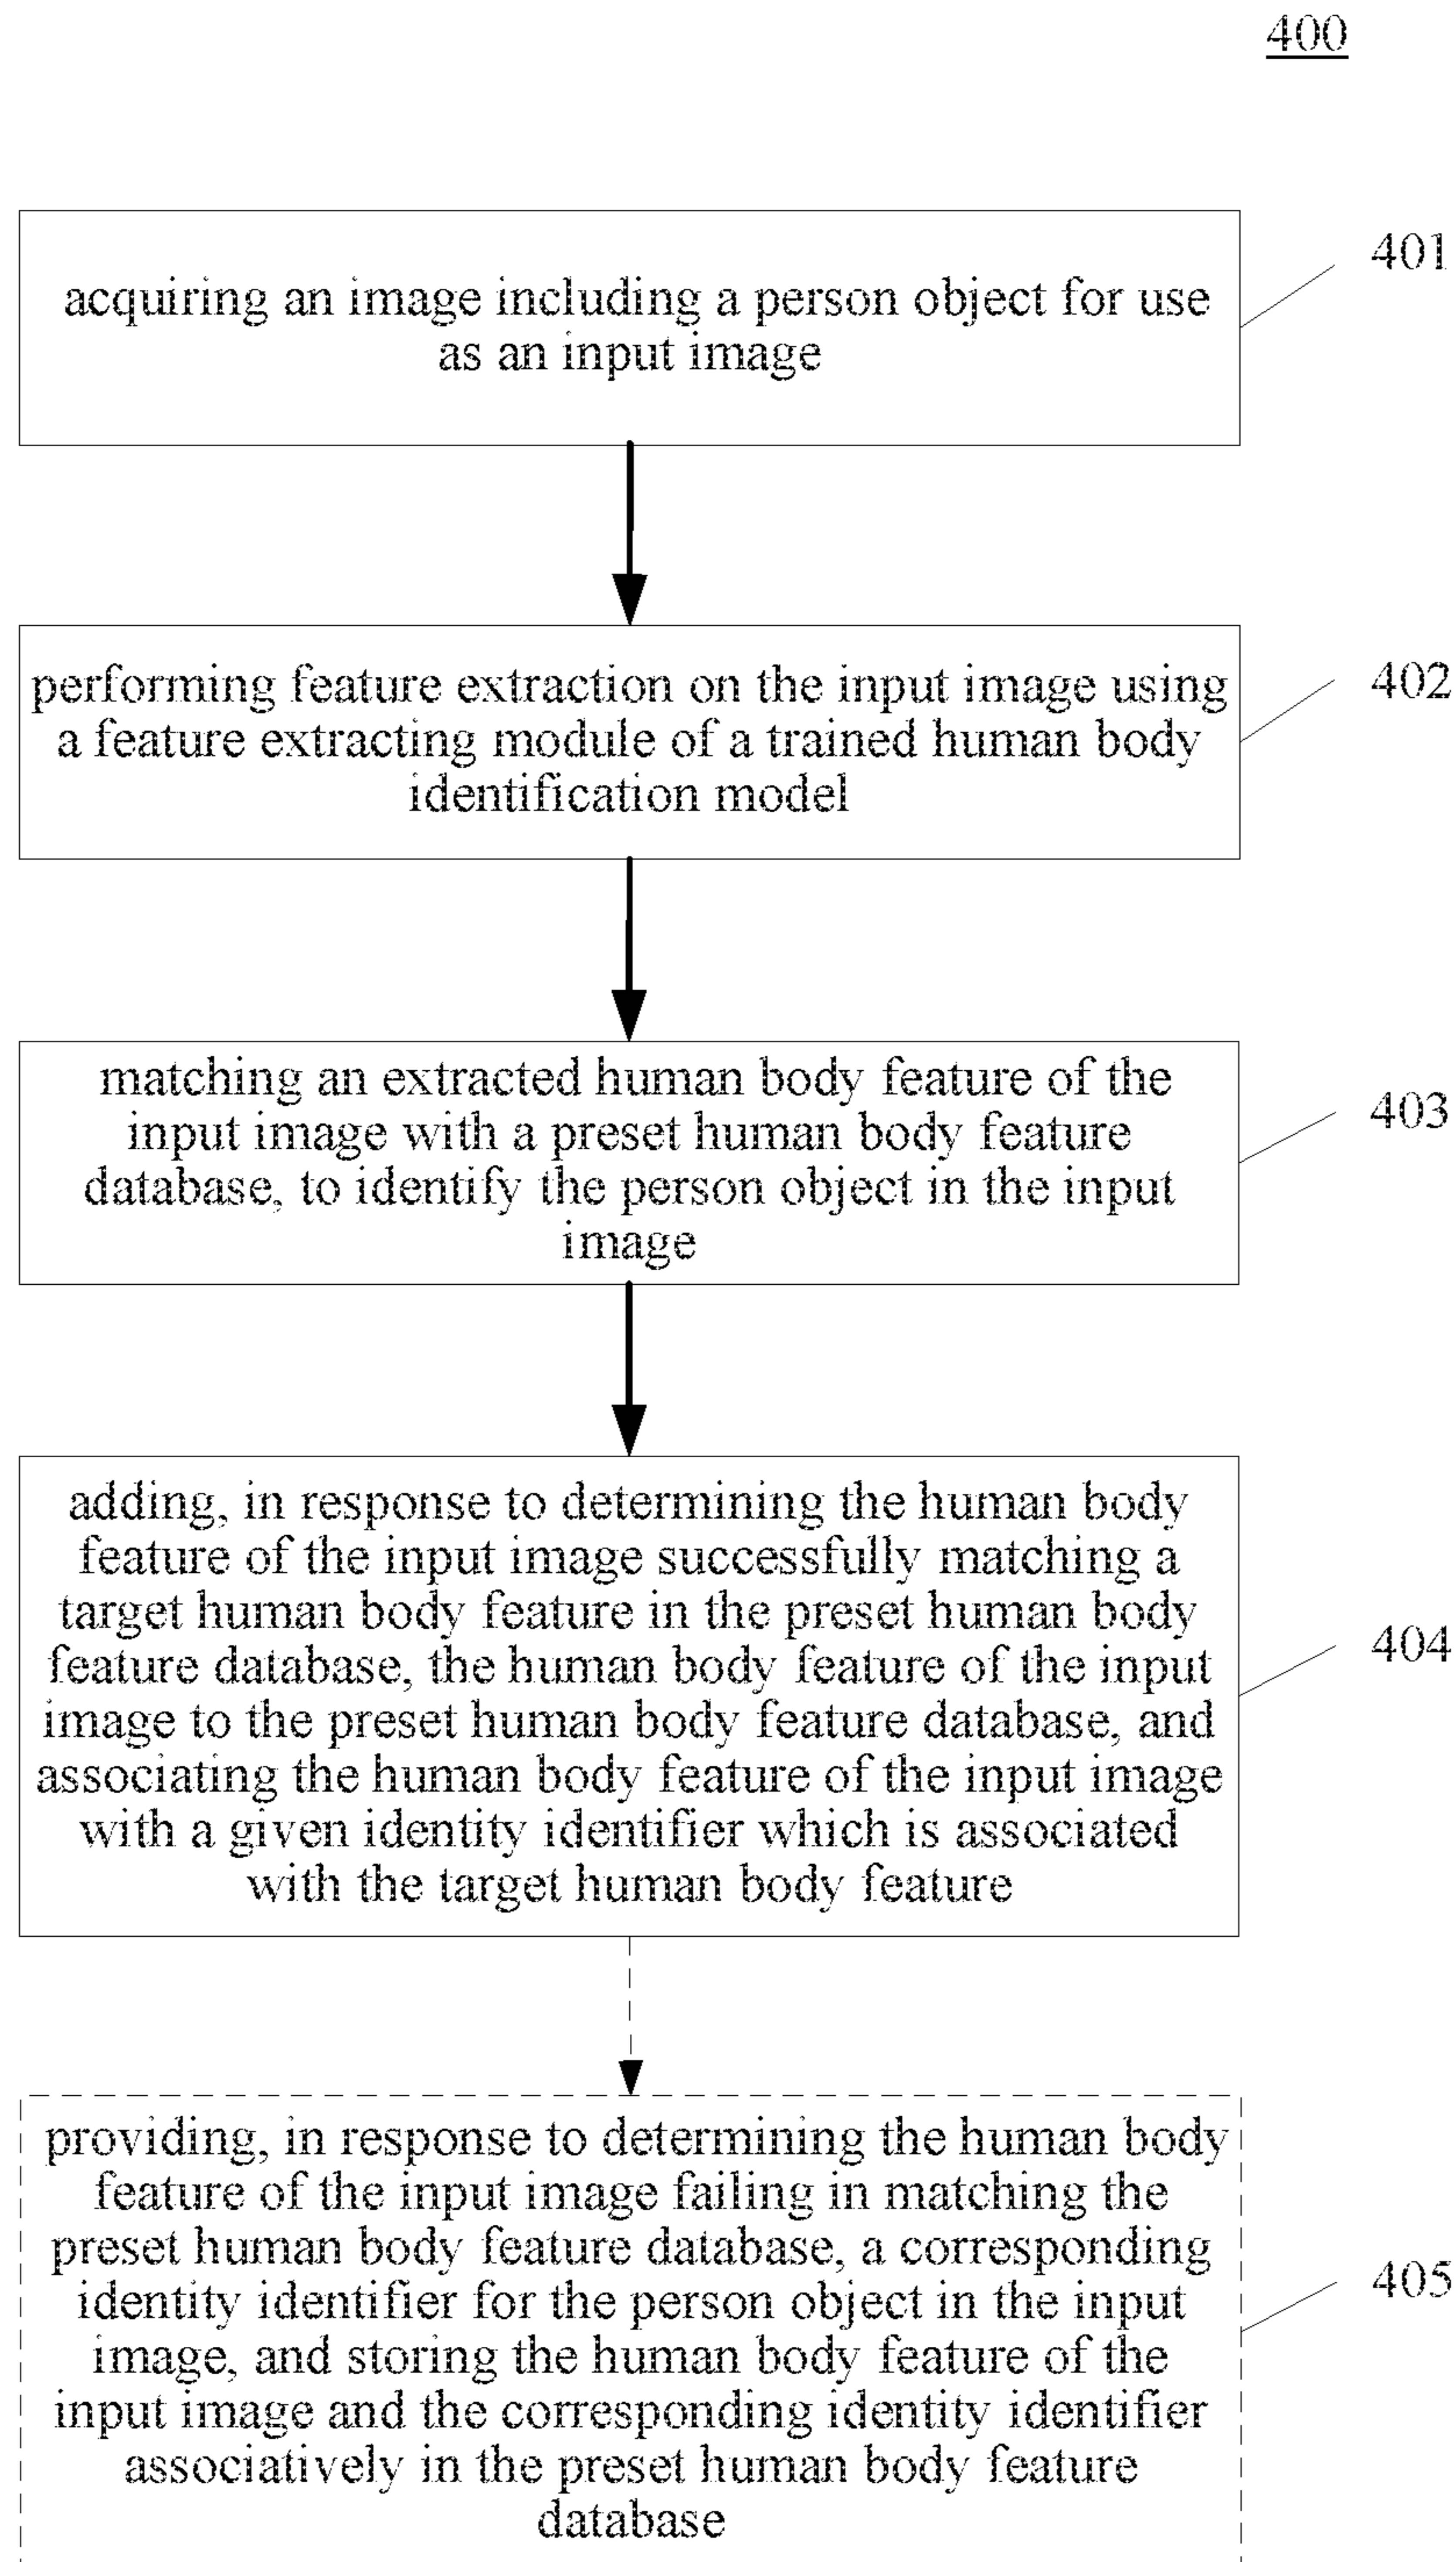 400
acquiring an image including a person object for use
as an input image
401
performing feature extraction on the input image using
a feature extracting module of a trained human body
identification model
402
matching an extracted human body feature of the
input image with a preset human body feature
database, to identify the person object in the input
image
403
adding, in response to determining the human body
feature of the input image successfully matching a
target human body feature in the preset human body
feature database, the human body feature of the input
image to the preset human body feature database, and
associating the human body feature of the input image
with a given identity identifier which is associated
with the target human body feature
404
providing, in response to determining the human body
feature of the input image failing in matching the
preset human body feature database, a corresponding
identity identifier for the person object in the input
image, and storing the human body feature of the
input image and the corresponding identity identifier
associatively in the preset human body feature
database
405